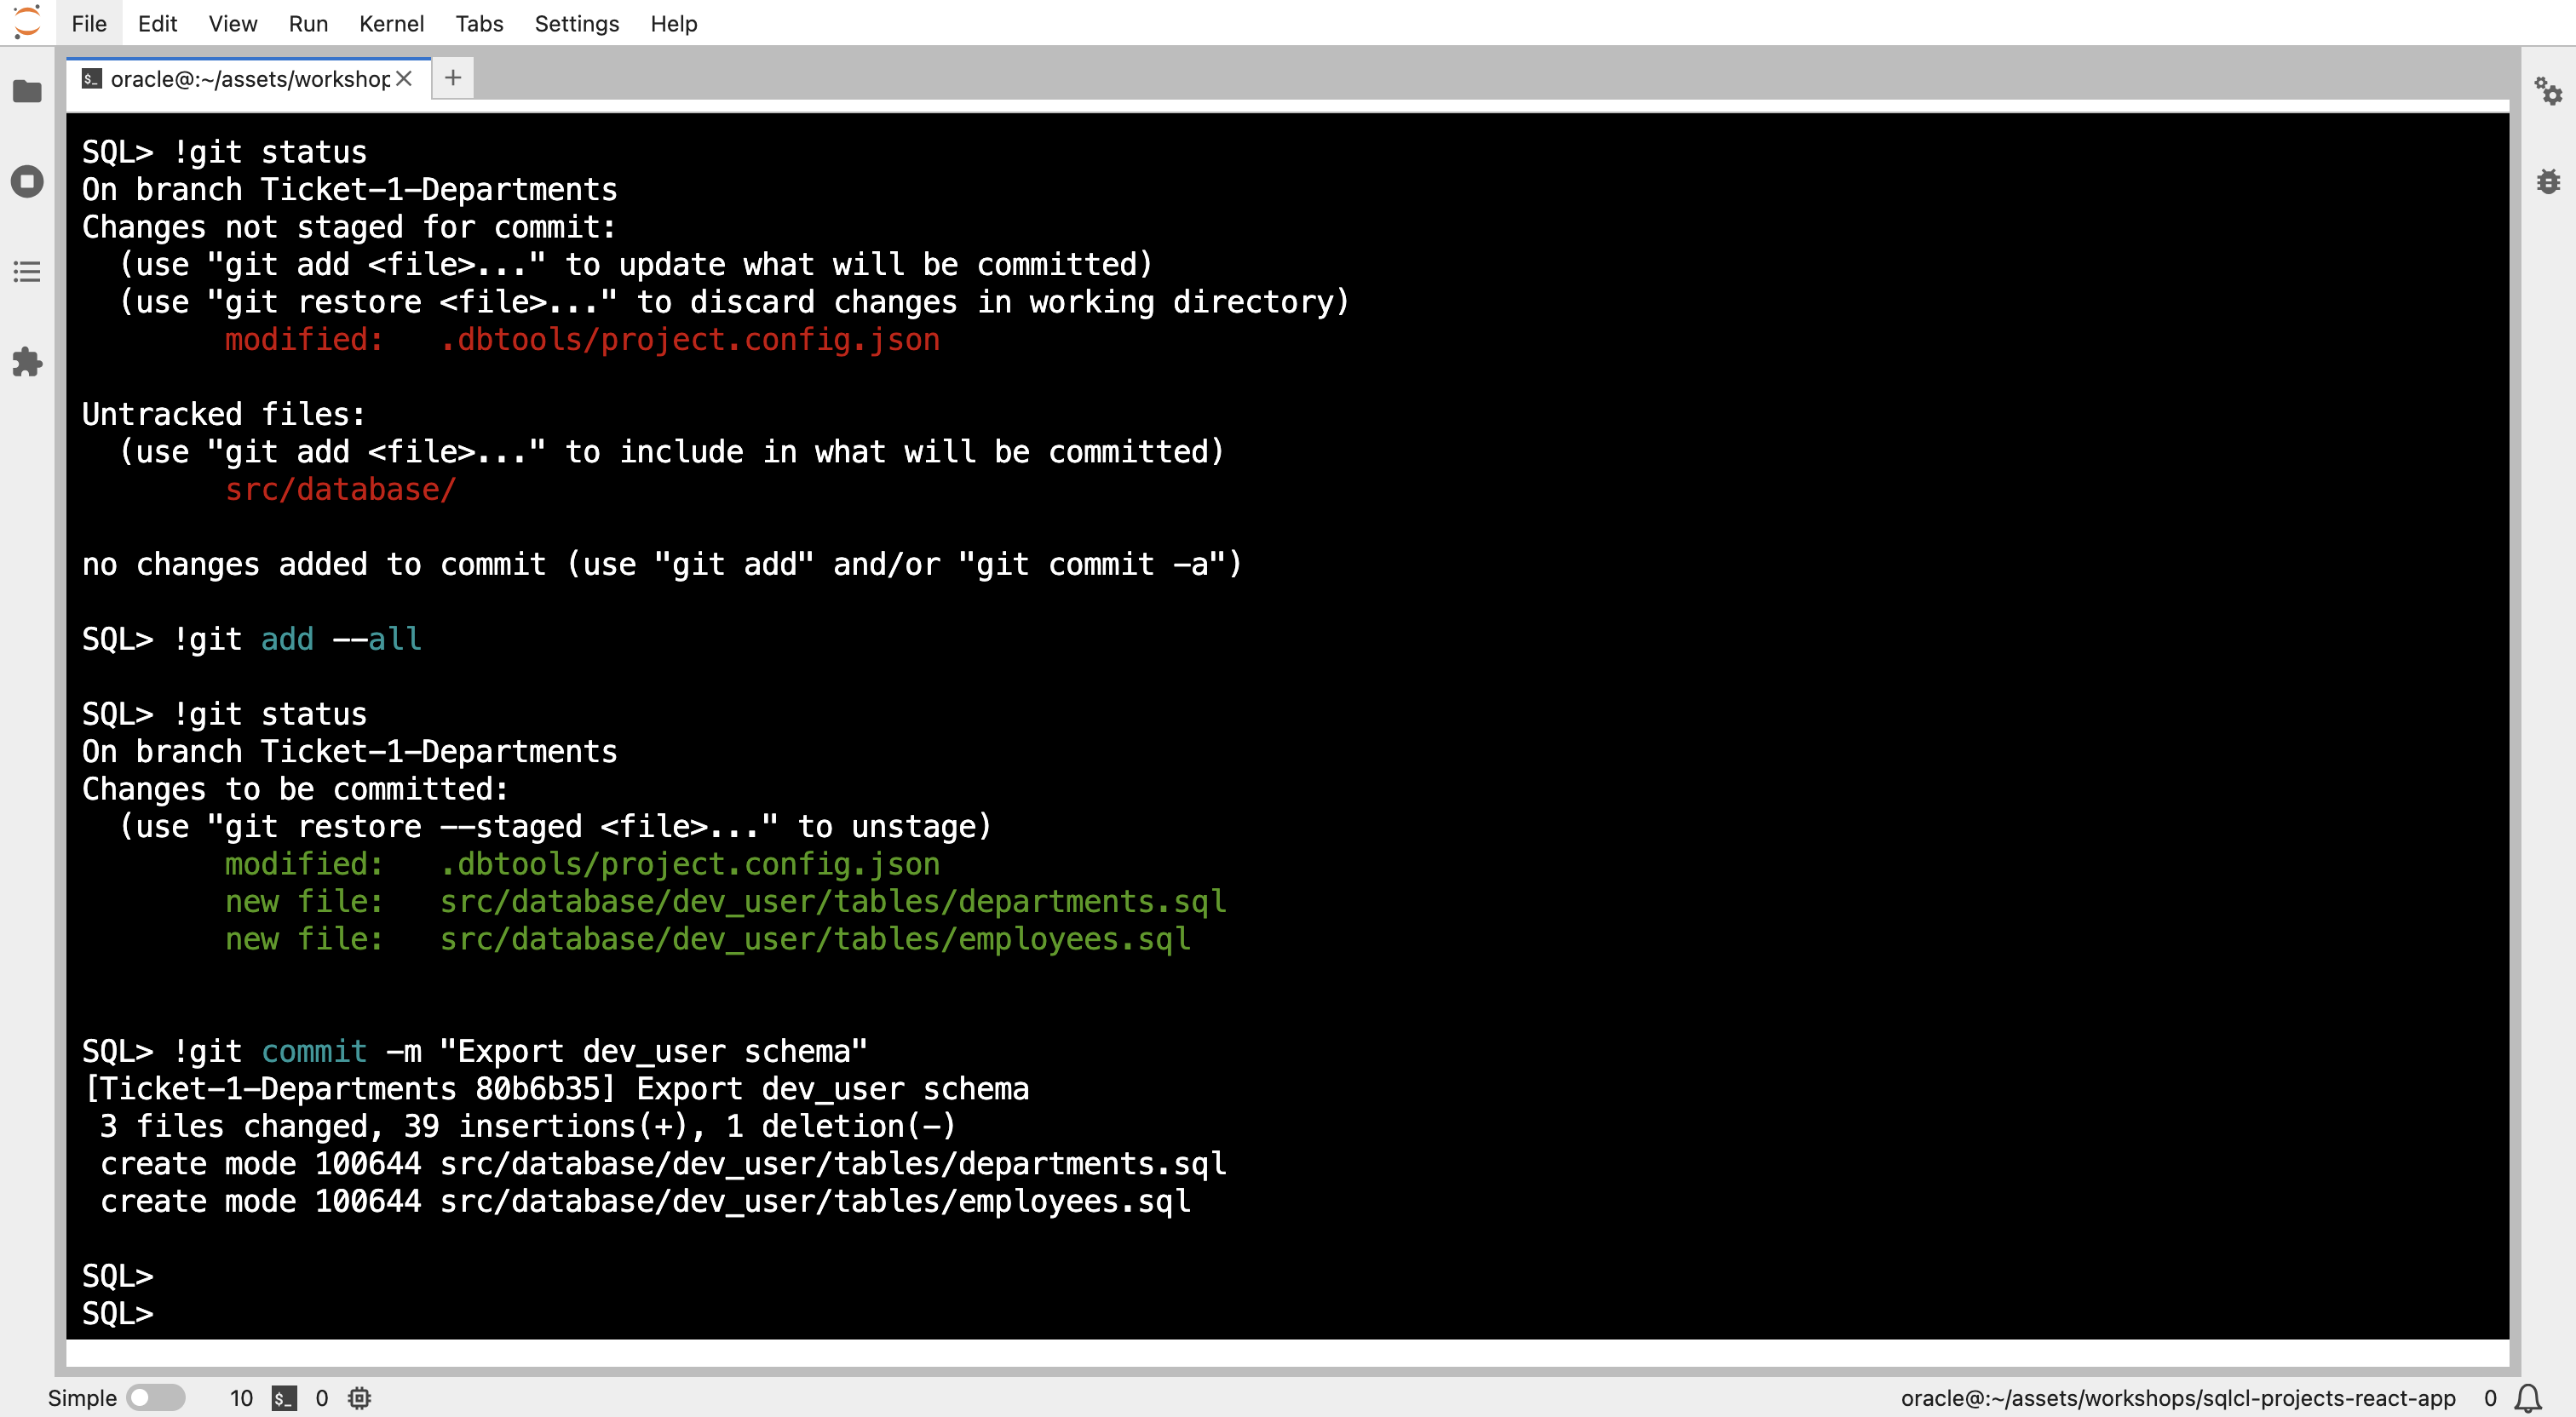 File Edit View Run Kernel Tabs Settings Help
$_ oracle@:~/assets/workshop
SQL> !git status
On branch Ticket-1-Departments
Changes not staged for commit:
  (use "git add <file>..." to update what will be committed)
  (use "git restore <file>..." to discard changes in working directory)
        modified:   .dbtools/project.config.json
Untracked files:
  (use "git add <file>..." to include in what will be committed)
        src/database/
no changes added to commit (use "git add" and/or "git commit -a")
SQL> !git add --all
SQL> !git status
On branch Ticket-1-Departments
Changes to be committed:
  (use "git restore --staged <file>..." to unstage)
        modified:   .dbtools/project.config.json
        new file:   src/database/dev_user/tables/departments.sql
        new file:   src/database/dev_user/tables/employees.sql
SQL> !git commit -m "Export dev_user schema"
[Ticket-1-Departments 80b6b35] Export dev_user schema
 3 files changed, 39 insertions(+), 1 deletion(-)
 create mode 100644 src/database/dev_user/tables/departments.sql
 create mode 100644 src/database/dev_user/tables/employees.sql
SQL>
SQL>
Simple 10 $_ 0 oracle@:~/assets/workshops/sqlcl-projects-react-app 0